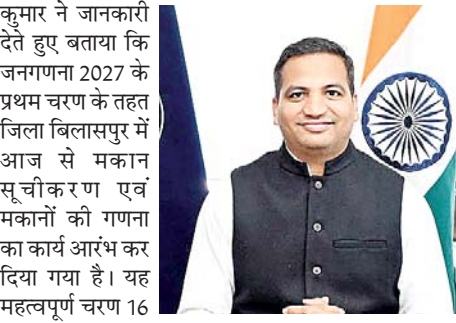 कुमार ने जानकारी
देते हुए बताया कि
जनगणना 2027 के
प्रथम चरण के तहत
जिला बिलासपुर में
आज से मकान
सूचीकरण एवं
मकानों की गणना
का कार्य आरंभ कर
दिया गया है। यह
महत्वपूर्ण चरण 16